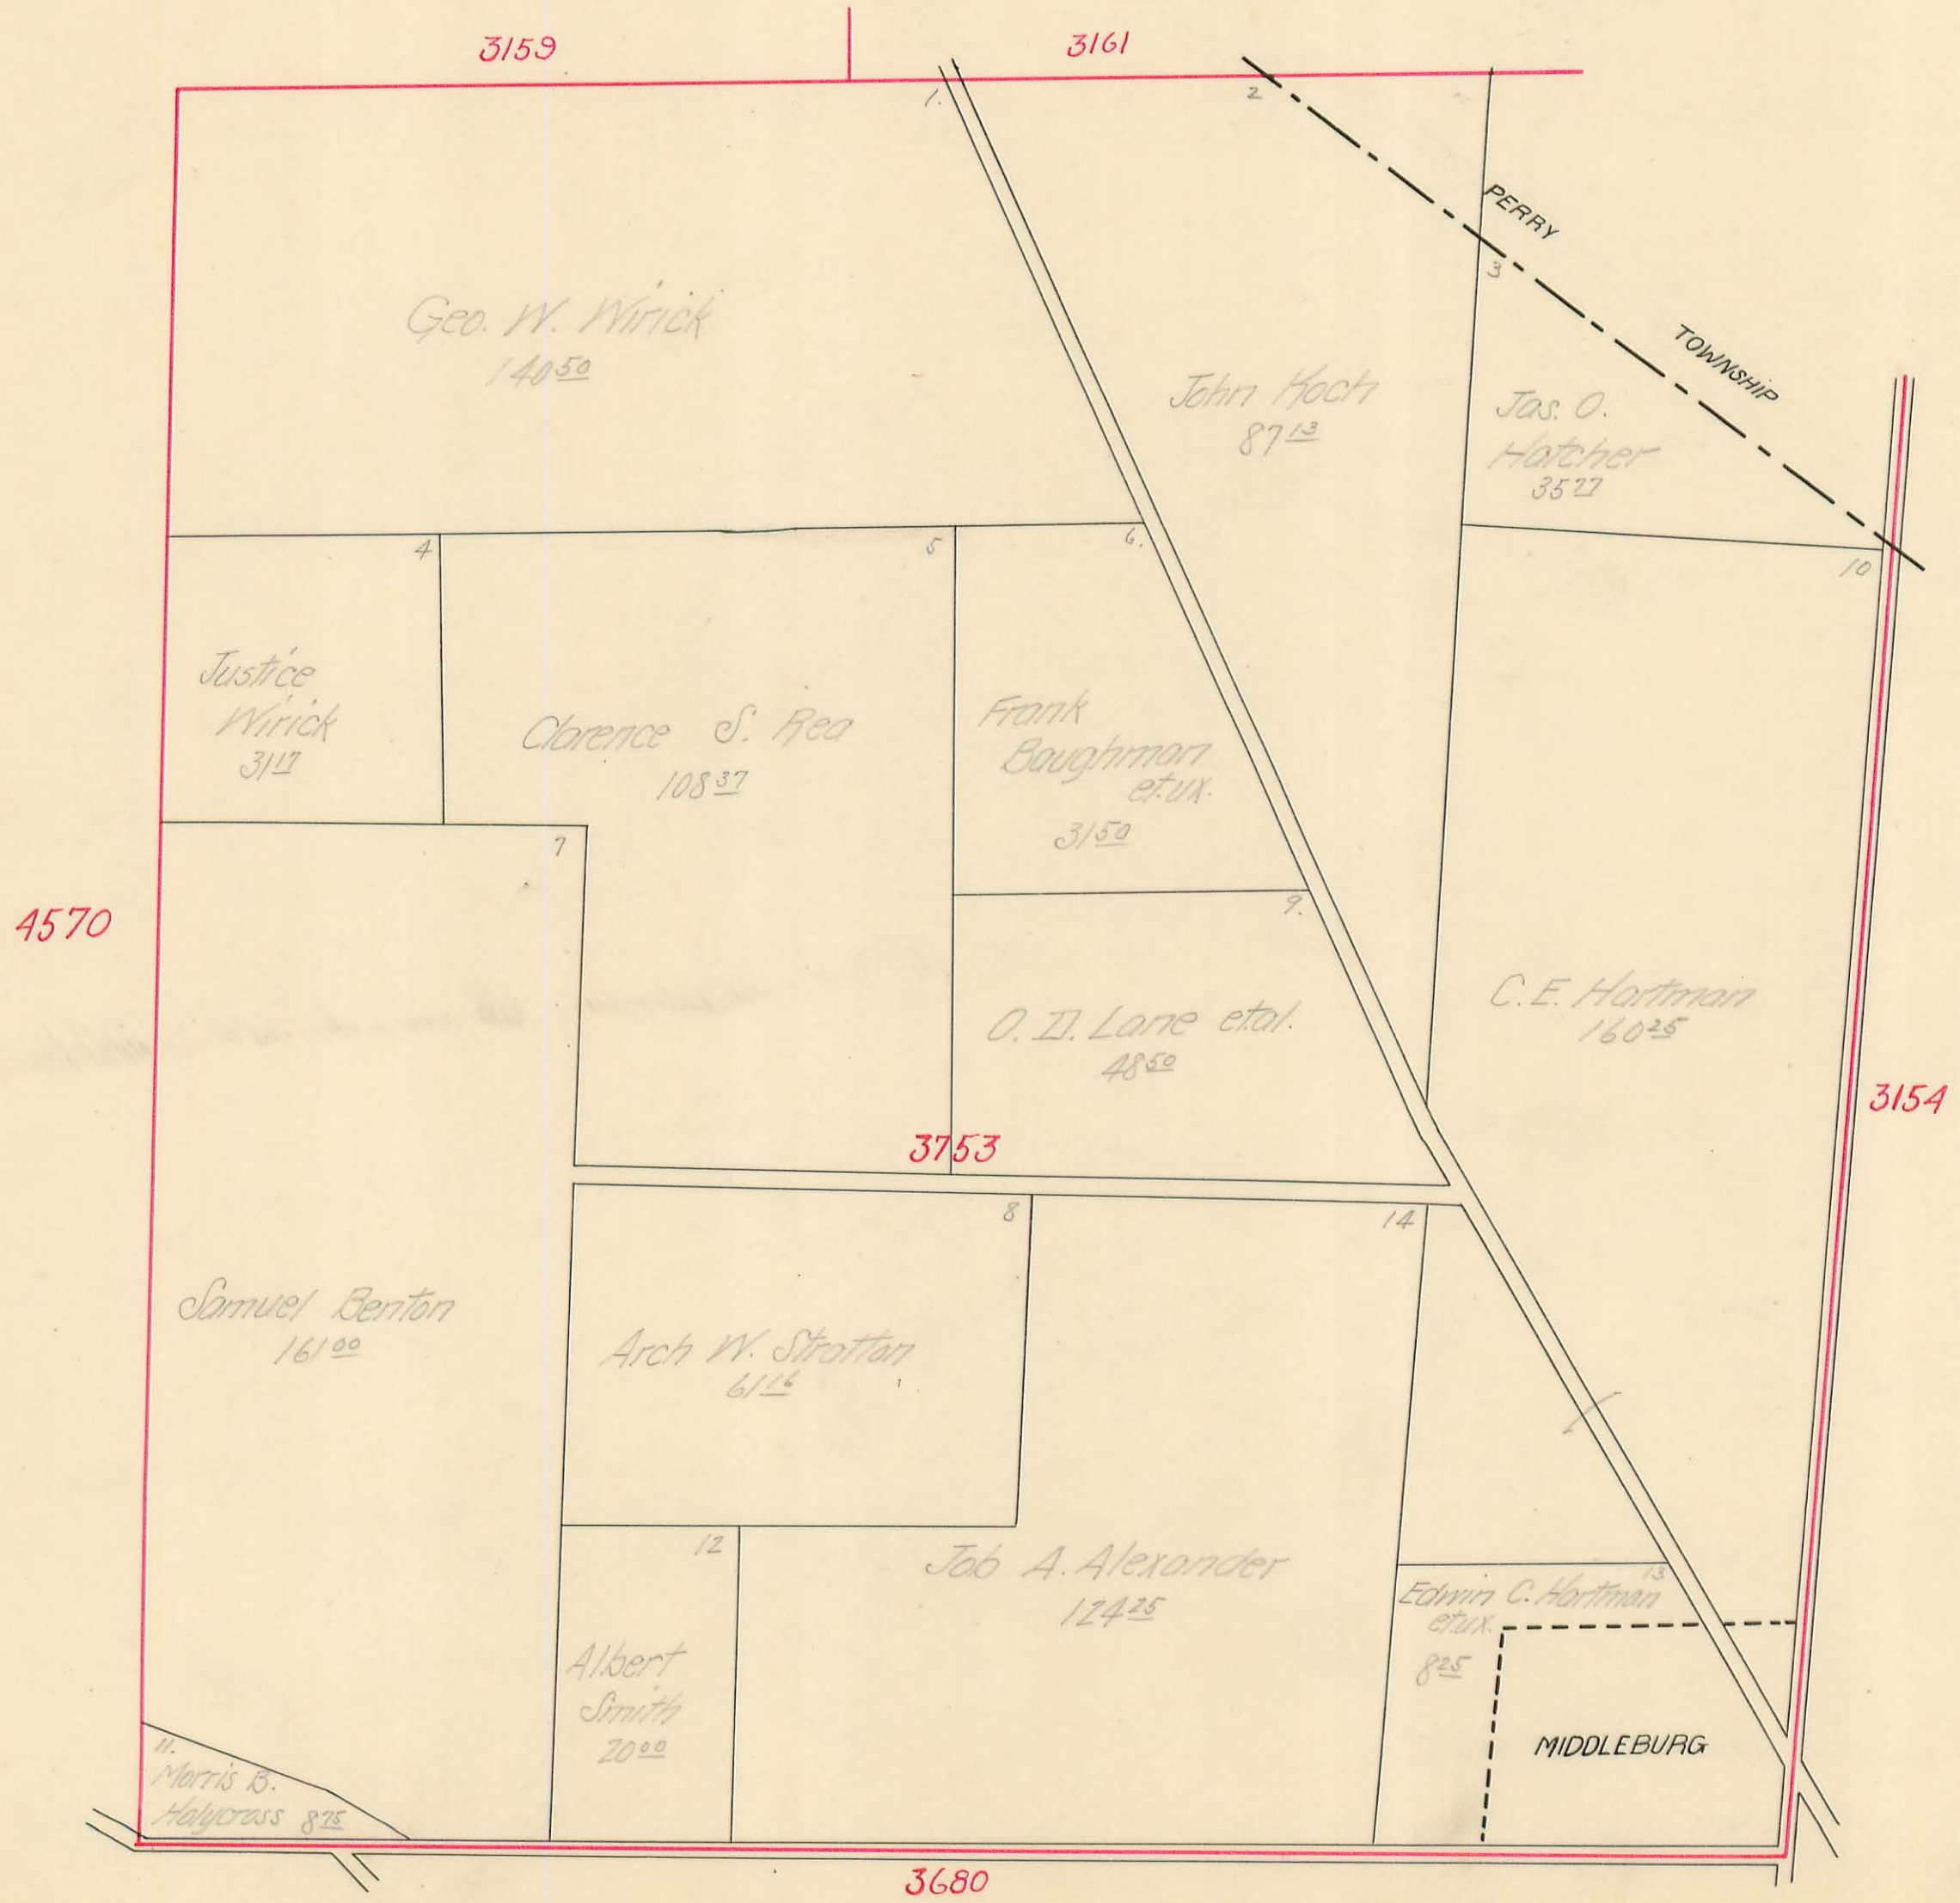 3159
3161
1.
2
PERRY
TOWNSHIP
3
Geo. W. Wirick
140 50
John Koch
87 13
Jas. O.
Hatcher
35 77
4
5
6.
10
Justice
Wirick
31 17
Clarence S. Rea
108 37
Frank
Baughman
et.ux.
31 50
7
9.
4570
O. D. Lane et.al.
48 50
C. E. Hartman
160 25
3154
3753
8
14
Samuel Benton
161 00
Arch W. Stratton
61 16
12
Job A. Alexander
124 25
13
Edwin C. Hartman
et.ux.
8 25
Albert
Smith
20 00
MIDDLEBURG
11.
Morris B.
Holycross 8 75
3680